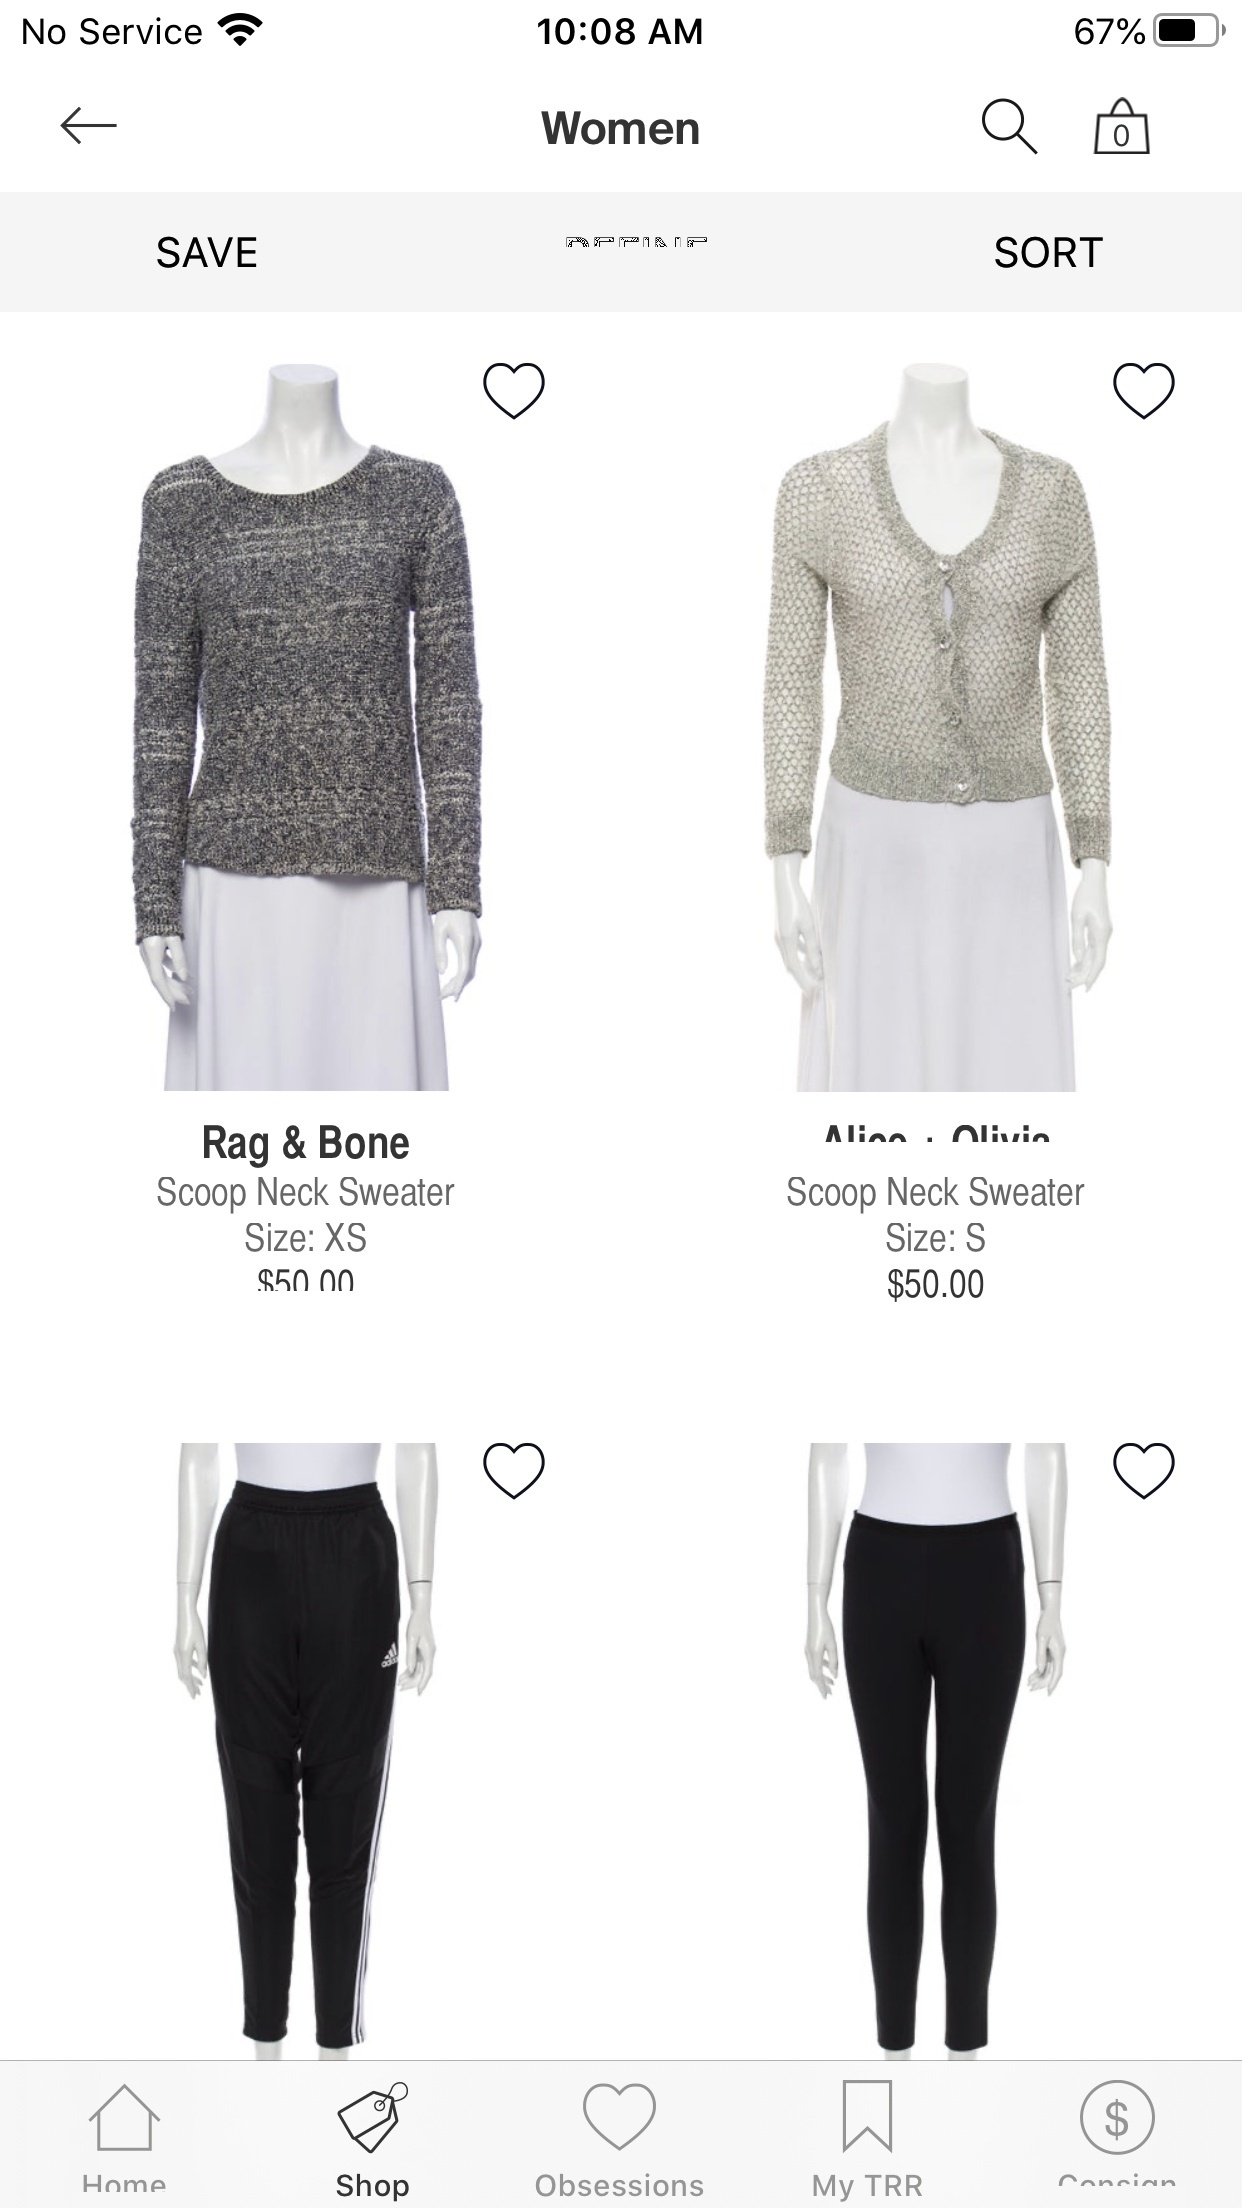 No Service 10:08 AM 67%
Women
0
SAVE SORT
Rag & Bone
Scoop Neck Sweater
Size: XS
$50.00
Alice + Olivia
Scoop Neck Sweater
Size: S
$50.00
adidas
Home Shop Obsessions My TRR Consign
$